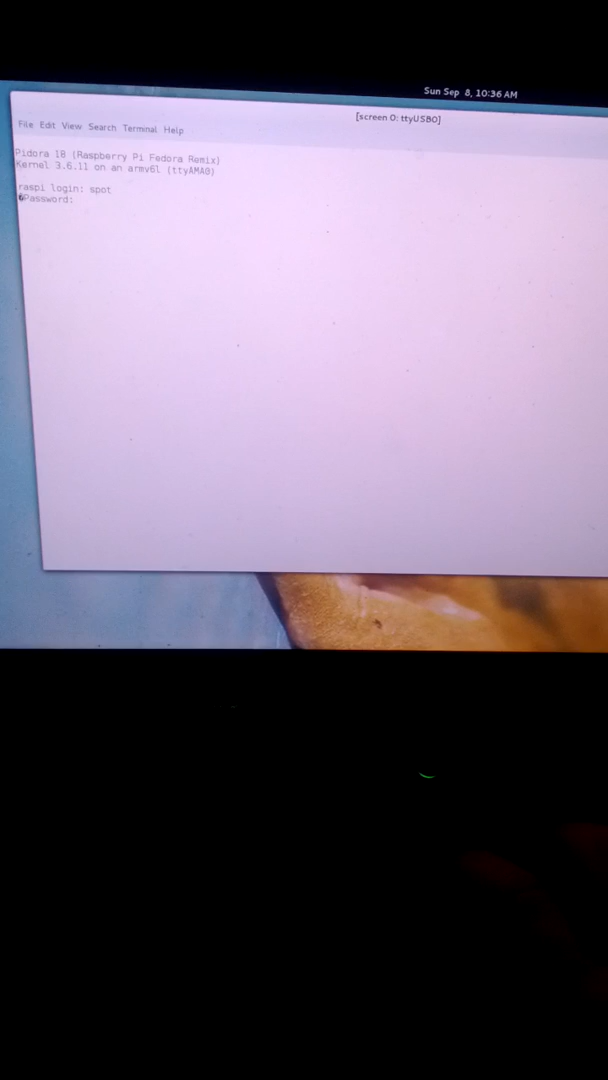 Sun Sep 8, 10:36 AM
[screen 0: ttyUSB0]
File Edit View Search Terminal Help
Pidora 18 (Raspberry Pi Fedora Remix)
Kernel 3.6.11 on an armv6l (ttyAMA0)
raspi login: spot
�Password: